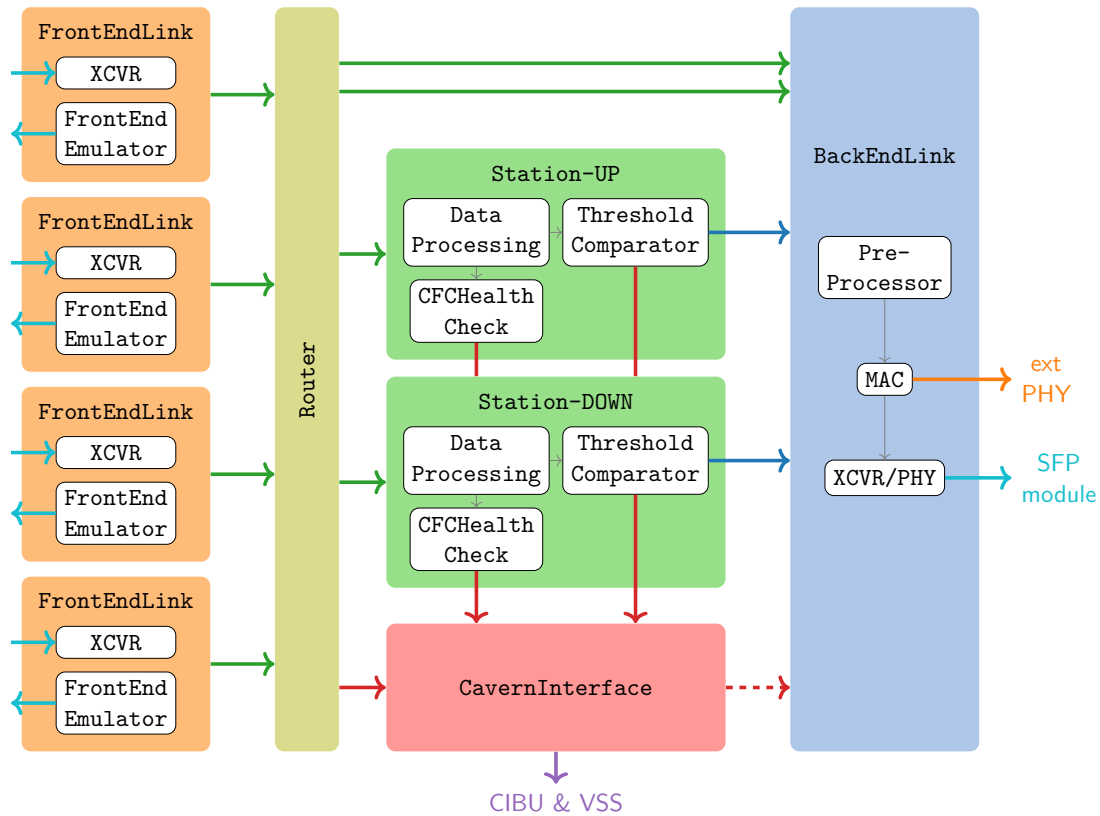 FrontEndLink
XCVR
FrontEnd
Emulator
FrontEndLink
XCVR
FrontEnd
Emulator
FrontEndLink
XCVR
FrontEnd
Emulator
FrontEndLink
XCVR
FrontEnd
Emulator
Router
Station-UP
Data
Processing
Threshold
Comparator
CFCHealth
Check
Station-DOWN
Data
Processing
Threshold
Comparator
CFCHealth
Check
CavernInterface
CIBU & VSS
BackEndLink
Pre-
Processor
MAC
XCVR/PHY
ext
PHY
SFP
module